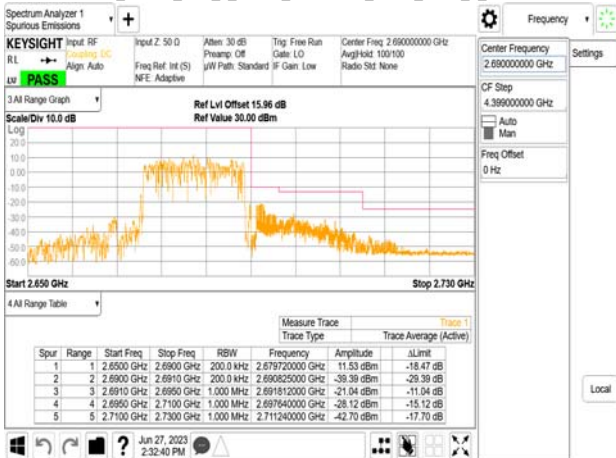 Spectrum Analyzer 1
Spurious Emissions
Frequency
KEYSIGHT Input: RF Input Z: 50 Ω Atten: 30 dB Trig: Free Run Center Freq: 2.690000000 GHz
RL Coupling: DC Preamp: Off Gate: LO Avg|Hold: 100/100
Align: Auto Freq Ref: Int (S) µW Path: Standard IF Gain: Low Radio Std: None
NFE: Adaptive
PASS
Center Frequency
2.690000000 GHz
Settings
CF Step
4.399000000 GHz
Auto
Man
Freq Offset
0 Hz
Local
3 All Range Graph
Ref Lvl Offset 15.96 dB
Scale/Div 10.0 dB Ref Value 30.00 dBm
Log
20.0
10.0
0.00
-10.0
-20.0
-30.0
-40.0
-50.0
-60.0
Start 2.650 GHz Stop 2.730 GHz
4 All Range Table
Measure Trace Trace 1
Trace Type Trace Average (Active)
Spur Range Start Freq Stop Freq RBW Frequency Amplitude ΔLimit
1 1 2.6500 GHz 2.6900 GHz 200.0 kHz 2.679720000 GHz 11.53 dBm -18.47 dB
2 2 2.6900 GHz 2.6910 GHz 200.0 kHz 2.690825000 GHz -39.39 dBm -29.39 dB
3 3 2.6910 GHz 2.6950 GHz 1.000 MHz 2.691812000 GHz -21.04 dBm -11.04 dB
4 4 2.6950 GHz 2.7100 GHz 1.000 MHz 2.697640000 GHz -28.12 dBm -15.12 dB
5 5 2.7100 GHz 2.7300 GHz 1.000 MHz 2.711240000 GHz -42.70 dBm -17.70 dB
Jun 27, 2023
2:32:40 PM